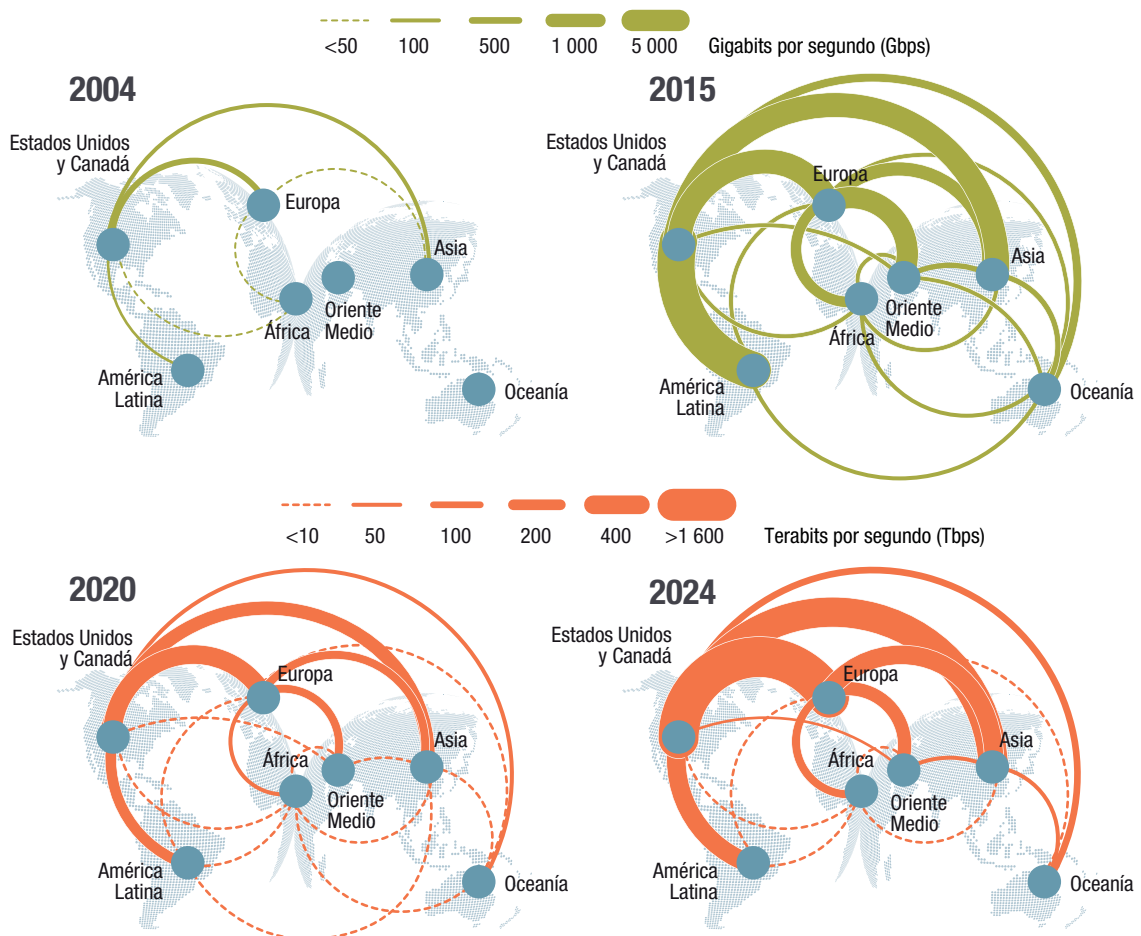 <50 100 500 1 000 5 000 Gigabits por segundo (Gbps)
2004
Estados Unidos
y Canadá
Europa
Asia
Oriente
Medio
África
América
Latina
Oceanía
2015
Estados Unidos
y Canadá
Europa
Asia
Oriente
Medio
África
América
Latina
Oceanía
<10 50 100 200 400 >1 600 Terabits por segundo (Tbps)
2020
Estados Unidos
y Canadá
Europa
África
Asia
Oriente
Medio
América
Latina
Oceanía
2024
Estados Unidos
y Canadá
Europa
África
Asia
Oriente
Medio
América
Latina
Oceanía